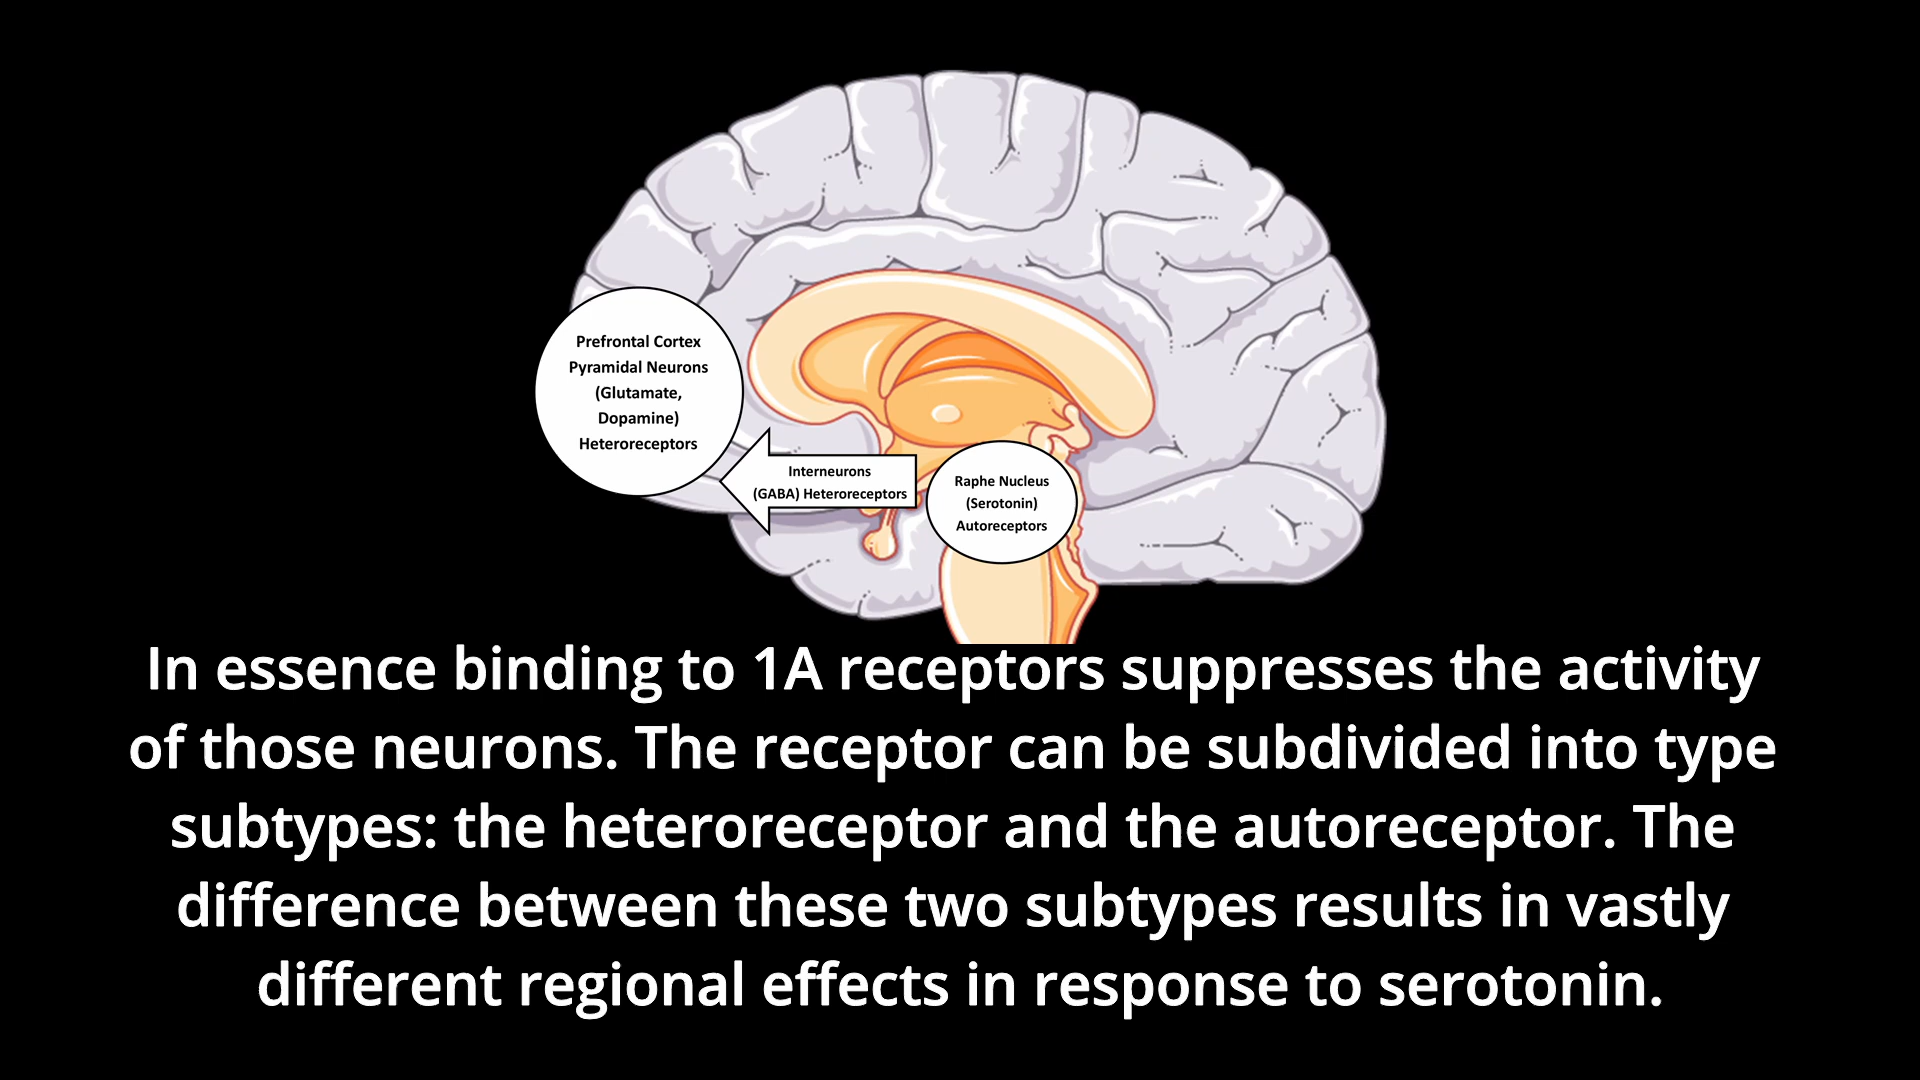 Prefrontal Cortex
Pyramidal Neurons
(Glutamate,
Dopamine)
Heteroreceptors
Interneurons
(GABA) Heteroreceptors
Raphe Nucleus
(Serotonin)
Autoreceptors
In essence binding to 1A receptors suppresses the activity
of those neurons. The receptor can be subdivided into type
subtypes: the heteroreceptor and the autoreceptor. The
difference between these two subtypes results in vastly
different regional effects in response to serotonin.